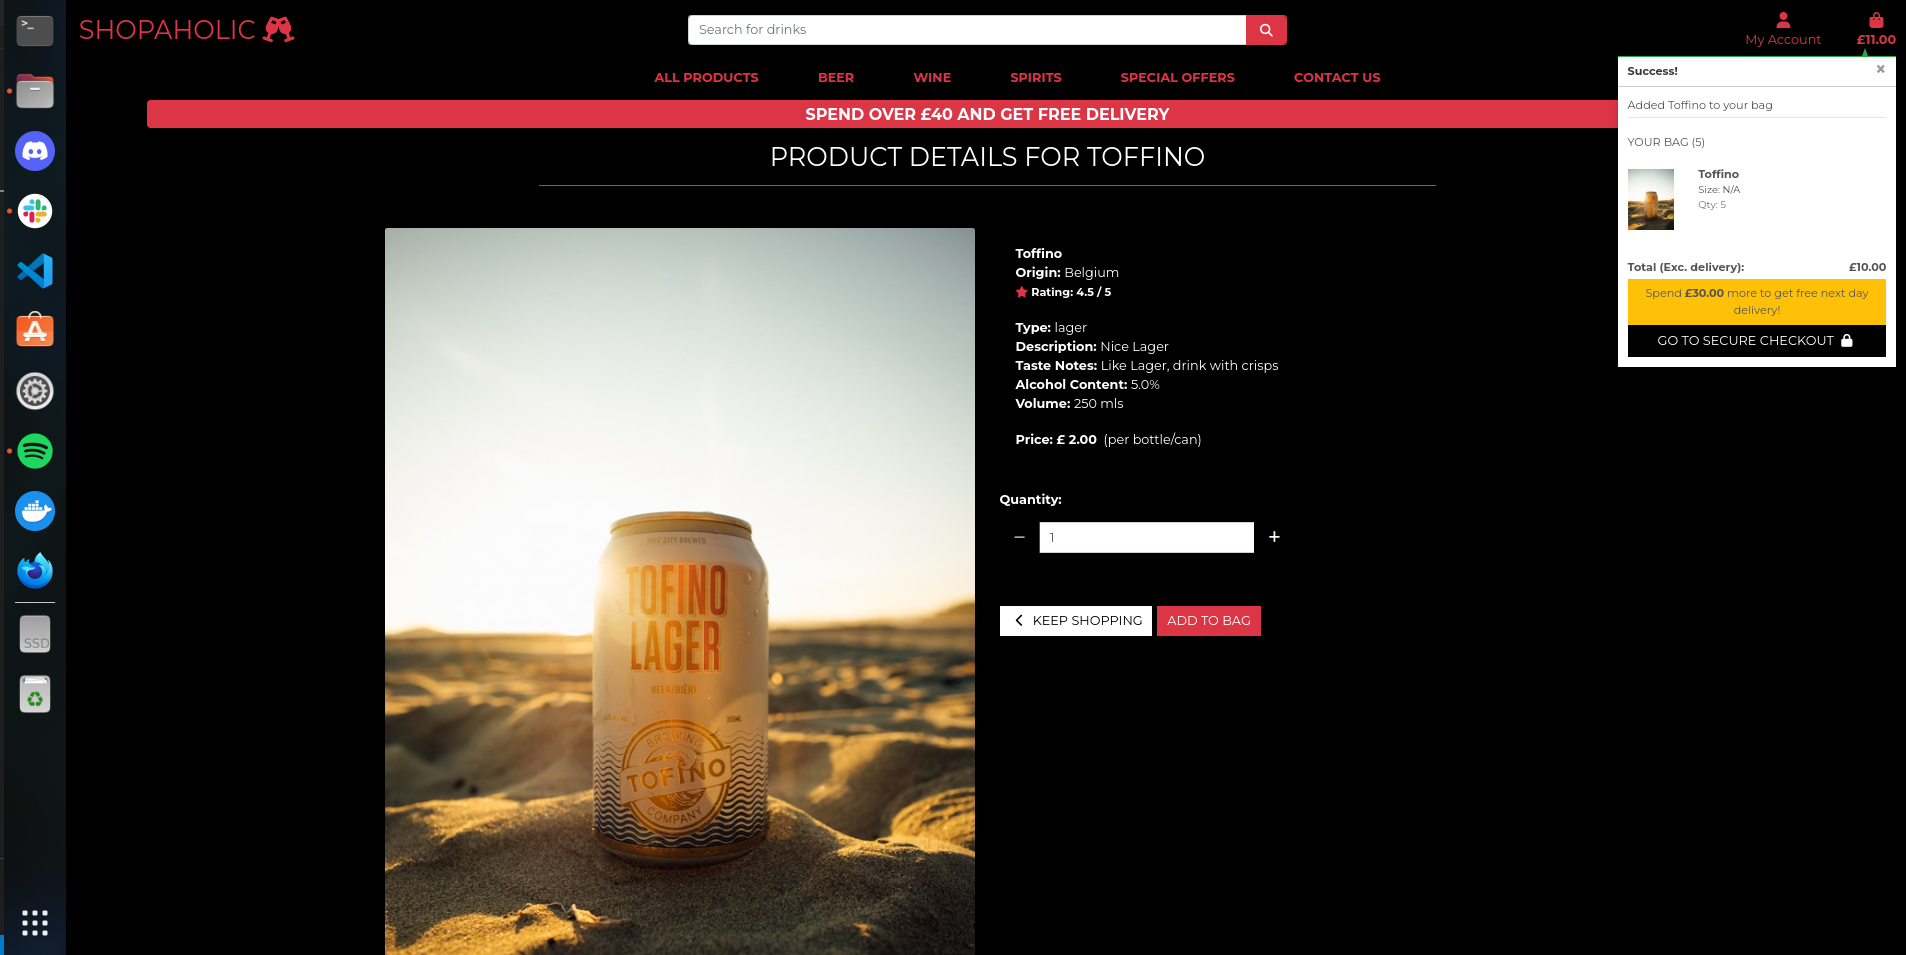 SHOPAHOLIC
Search for drinks
My Account
£11.00
ALL PRODUCTS
BEER
WINE
SPIRITS
SPECIAL OFFERS
CONTACT US
SPEND OVER £40 AND GET FREE DELIVERY
PRODUCT DETAILS FOR TOFFINO
Success!
×
Added Toffino to your bag
YOUR BAG (5)
Toffino
Size: N/A
Qty: 5
Total (Exc. delivery): £10.00
Spend £30.00 more to get free next day
delivery!
GO TO SECURE CHECKOUT
Toffino
Origin: Belgium
Rating: 4.5 / 5
Type: lager
Description: Nice Lager
Taste Notes: Like Lager, drink with crisps
Alcohol Content: 5.0%
Volume: 250 mls
Price: £ 2.00 (per bottle/can)
Quantity:
1
KEEP SHOPPING
ADD TO BAG
TUFF CITY BREWED
TOFINO
LAGER
BEER/BIÈRE
BREWING
TOFINO
COMPANY
>_
SSD